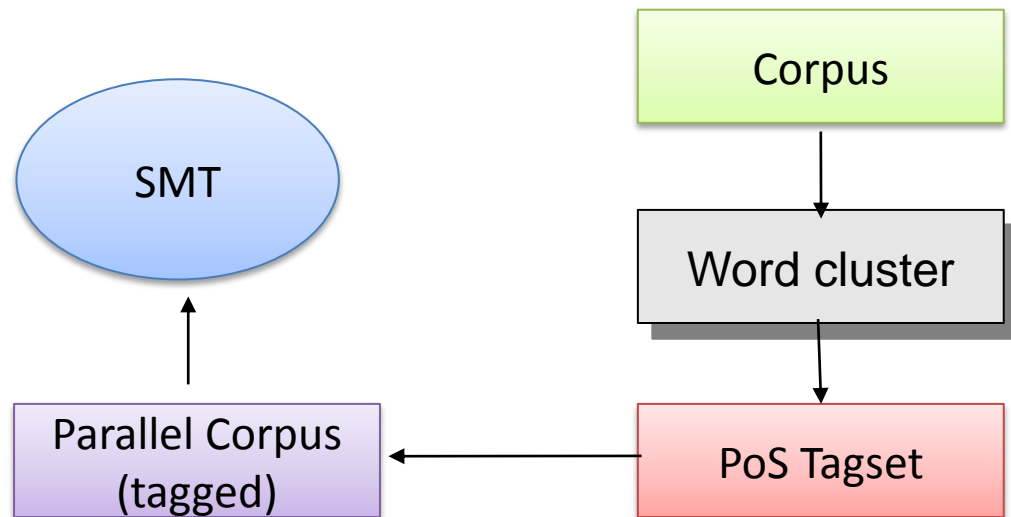 Corpus
SMT
Word cluster
Parallel Corpus
(tagged)
PoS Tagset